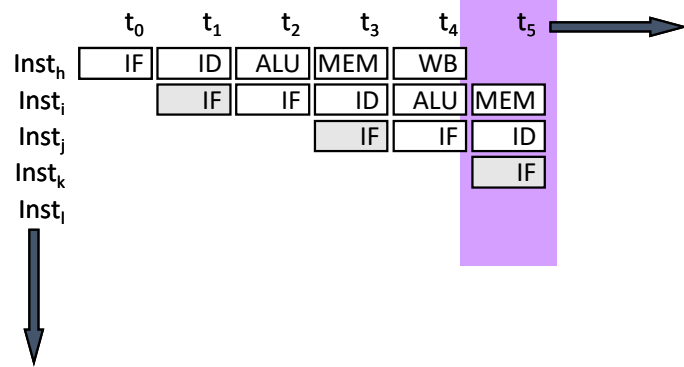 t0 t1 t2 t3 t4 t5
Insth IF ID ALU MEM WB
Insti IF IF ID ALU MEM
Instj IF IF ID
Instk IF
Instl